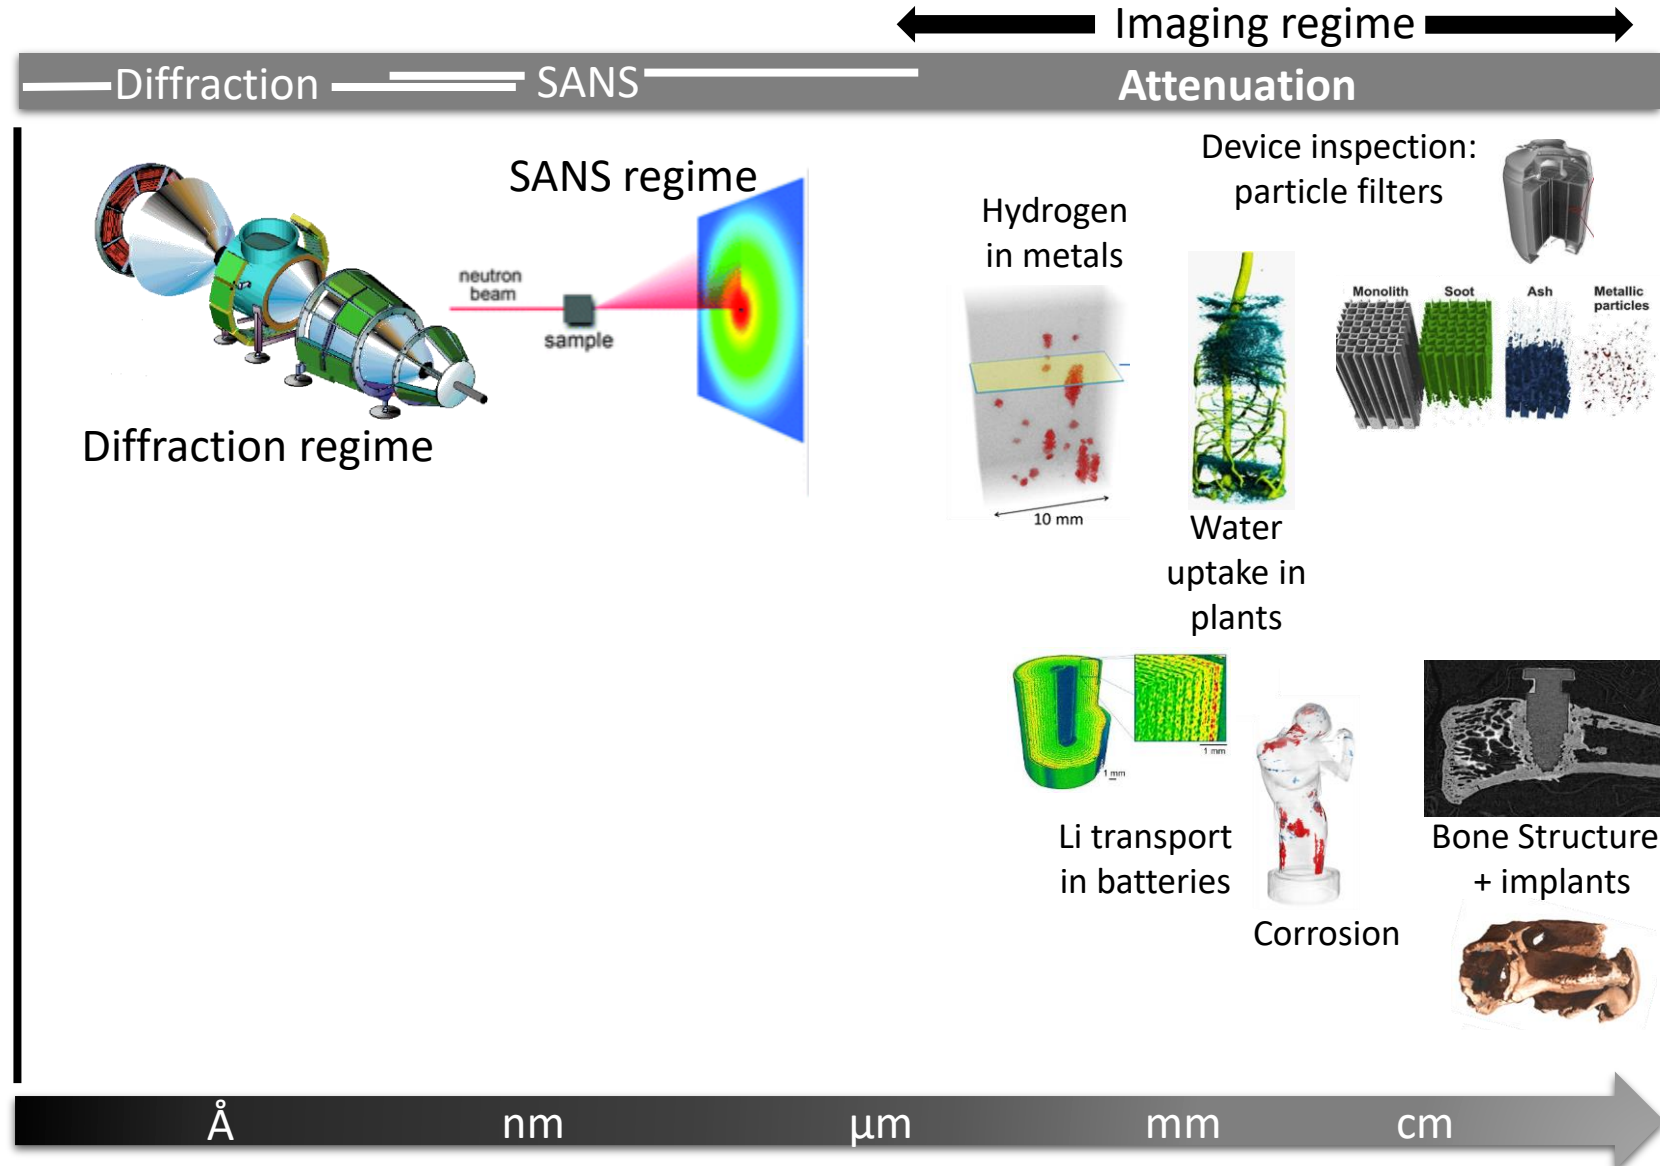 Imaging regime
Diffraction
SANS
Attenuation
SANS regime
neutron
beam
sample
Diffraction regime
Hydrogen
in metals
10 mm
Water
uptake in
plants
Device inspection:
particle filters
Monolith
Soot
Ash
Metallic
particles
1 mm
1 mm
Li transport
in batteries
Corrosion
Bone Structure
+ implants
Å
nm
µm
mm
cm